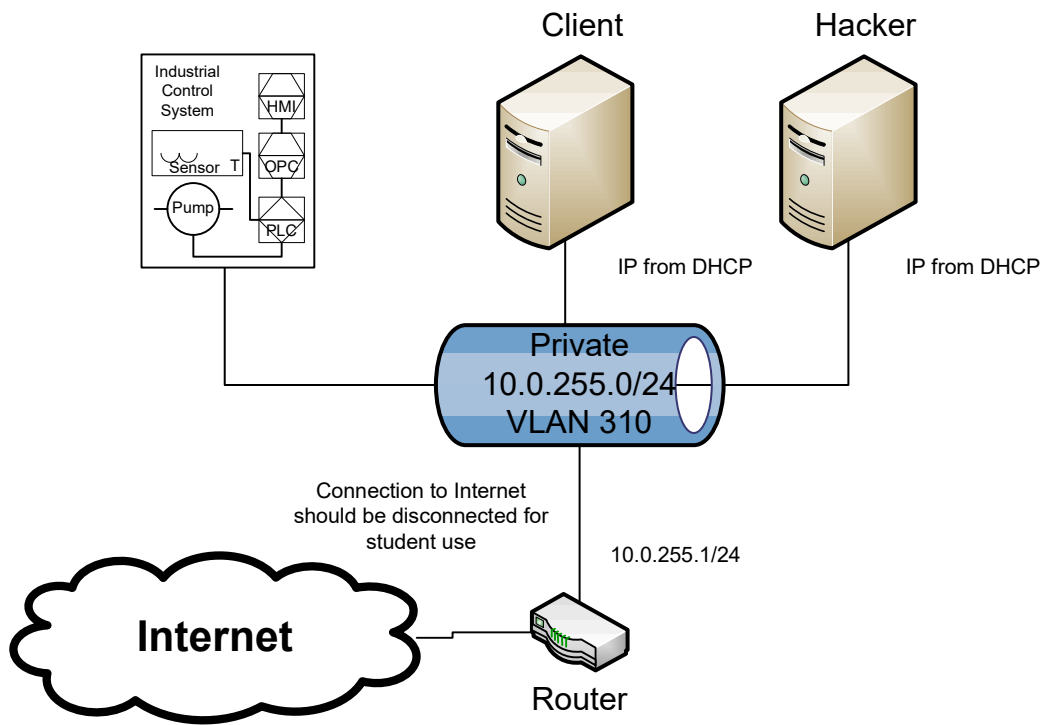 Client
Hacker
Industrial
Control
System
HMI
Sensor T
OPC
Pump
PLC
IP from DHCP
IP from DHCP
Private
10.0.255.0/24
VLAN 310
Connection to Internet
should be disconnected for
student use
10.0.255.1/24
Internet
Router